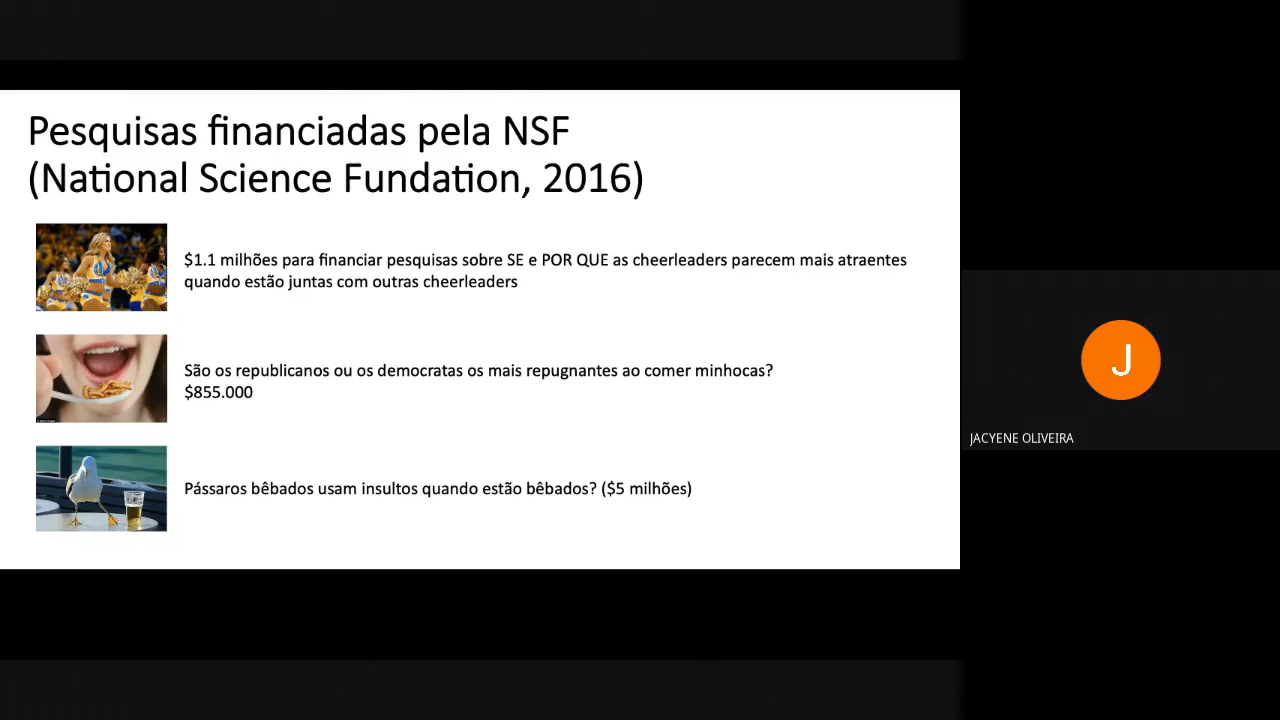 Pesquisas financiadas pela NSF
(National Science Fundation, 2016)
$1.1 milhões para financiar pesquisas sobre SE e POR QUE as cheerleaders parecem mais atraentes
quando estão juntas com outras cheerleaders
São os republicanos ou os democratas os mais repugnantes ao comer minhocas?
$855.000
Pássaros bêbados usam insultos quando estão bêbados? ($5 milhões)
J
JACYENE OLIVEIRA